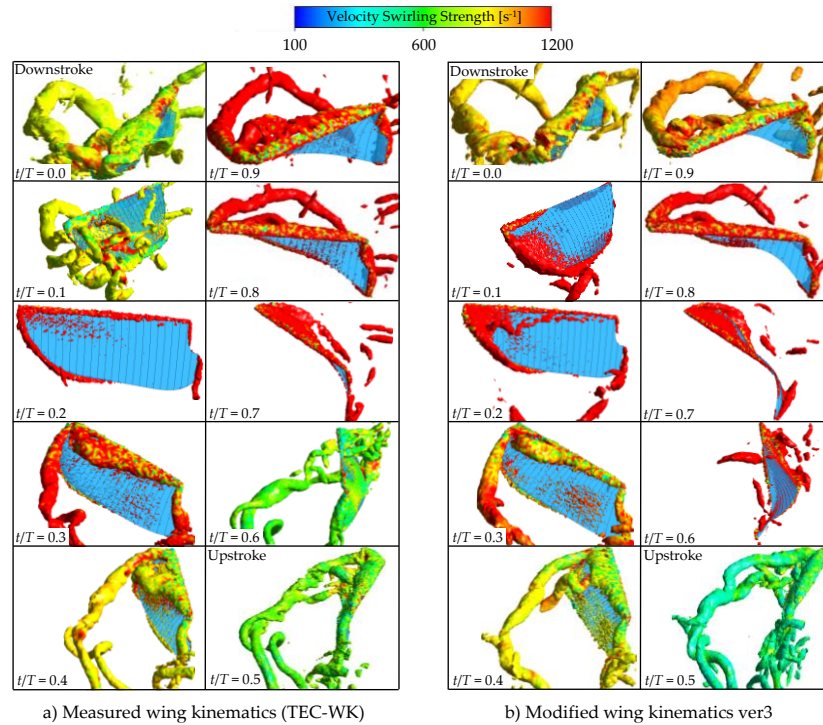 Velocity Swirling Strength [s⁻¹]
100 600 1200
Downstroke
t/T = 0.0
t/T = 0.9
t/T = 0.1
t/T = 0.8
t/T = 0.2
t/T = 0.7
t/T = 0.3
t/T = 0.6
Upstroke
t/T = 0.4
t/T = 0.5
a) Measured wing kinematics (TEC-WK)
Downstroke
t/T = 0.0
t/T = 0.9
t/T = 0.1
t/T = 0.8
t/T = 0.2
t/T = 0.7
t/T = 0.3
t/T = 0.6
Upstroke
t/T = 0.4
t/T = 0.5
b) Modified wing kinematics ver3